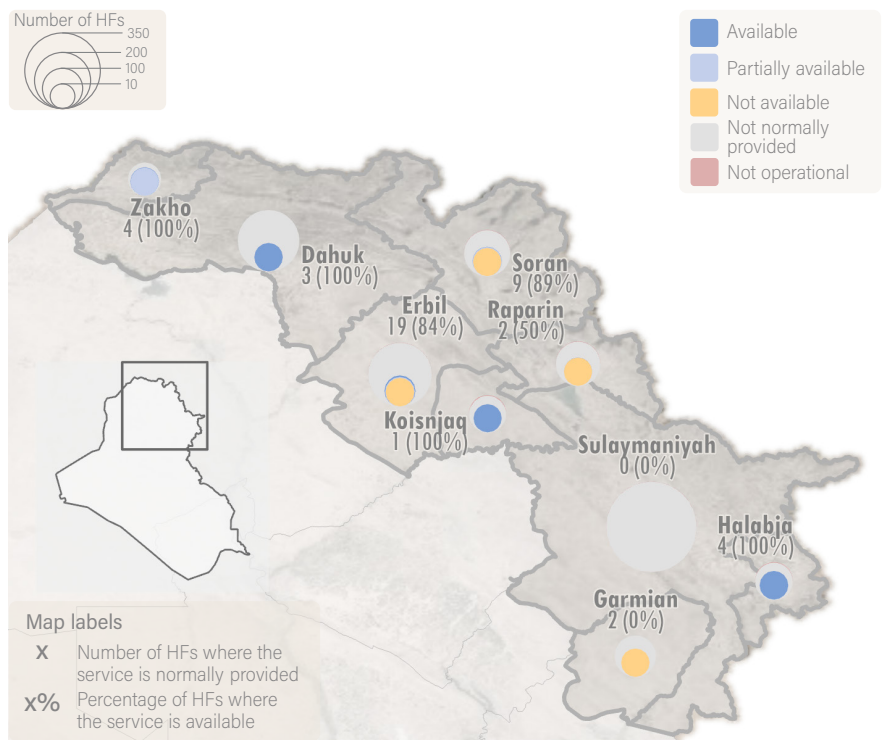 Number of HFs
350
200
100
10
Available
Partially available
Not available
Not normally
provided
Not operational
Zakho
4 (100%)
Dahuk
3 (100%)
Soran
9 (89%)
Erbil
19 (84%)
Raparin
2 (50%)
Koisnjaq
1 (100%)
Sulaymaniyah
0 (0%)
Halabja
4 (100%)
Garmian
2 (0%)
Map labels
x Number of HFs where the
service is normally provided
x% Percentage of HFs where
the service is available